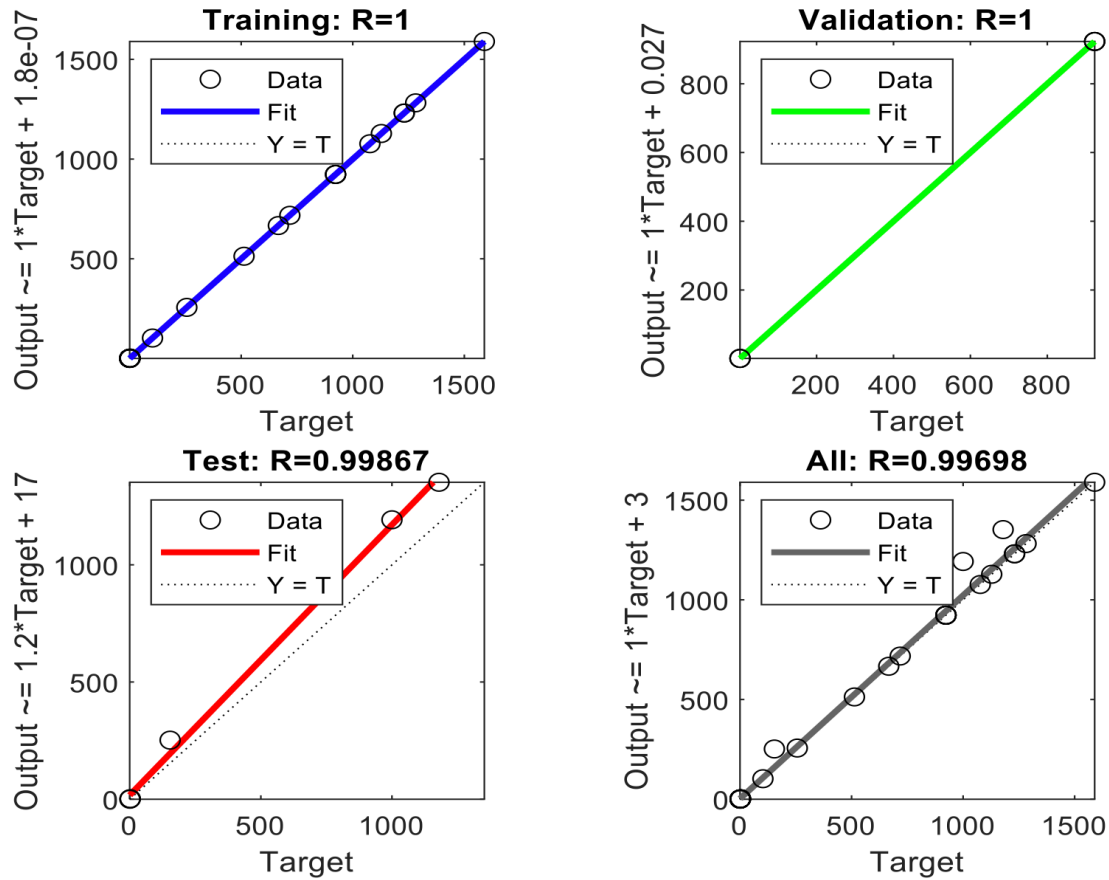 Training: R=1
Output ~= 1*Target + 1.8e-07
1500
1000
500
Data
Fit
Y = T
500
1000
1500
Target
Validation: R=1
Output ~= 1*Target + 0.027
800
600
400
200
Data
Fit
Y = T
200
400
600
800
Target
Test: R=0.99867
Output ~= 1.2*Target + 17
1000
500
0
Data
Fit
Y = T
0
500
1000
Target
All: R=0.99698
Output ~= 1*Target + 3
1500
1000
500
0
Data
Fit
Y = T
0
500
1000
1500
Target